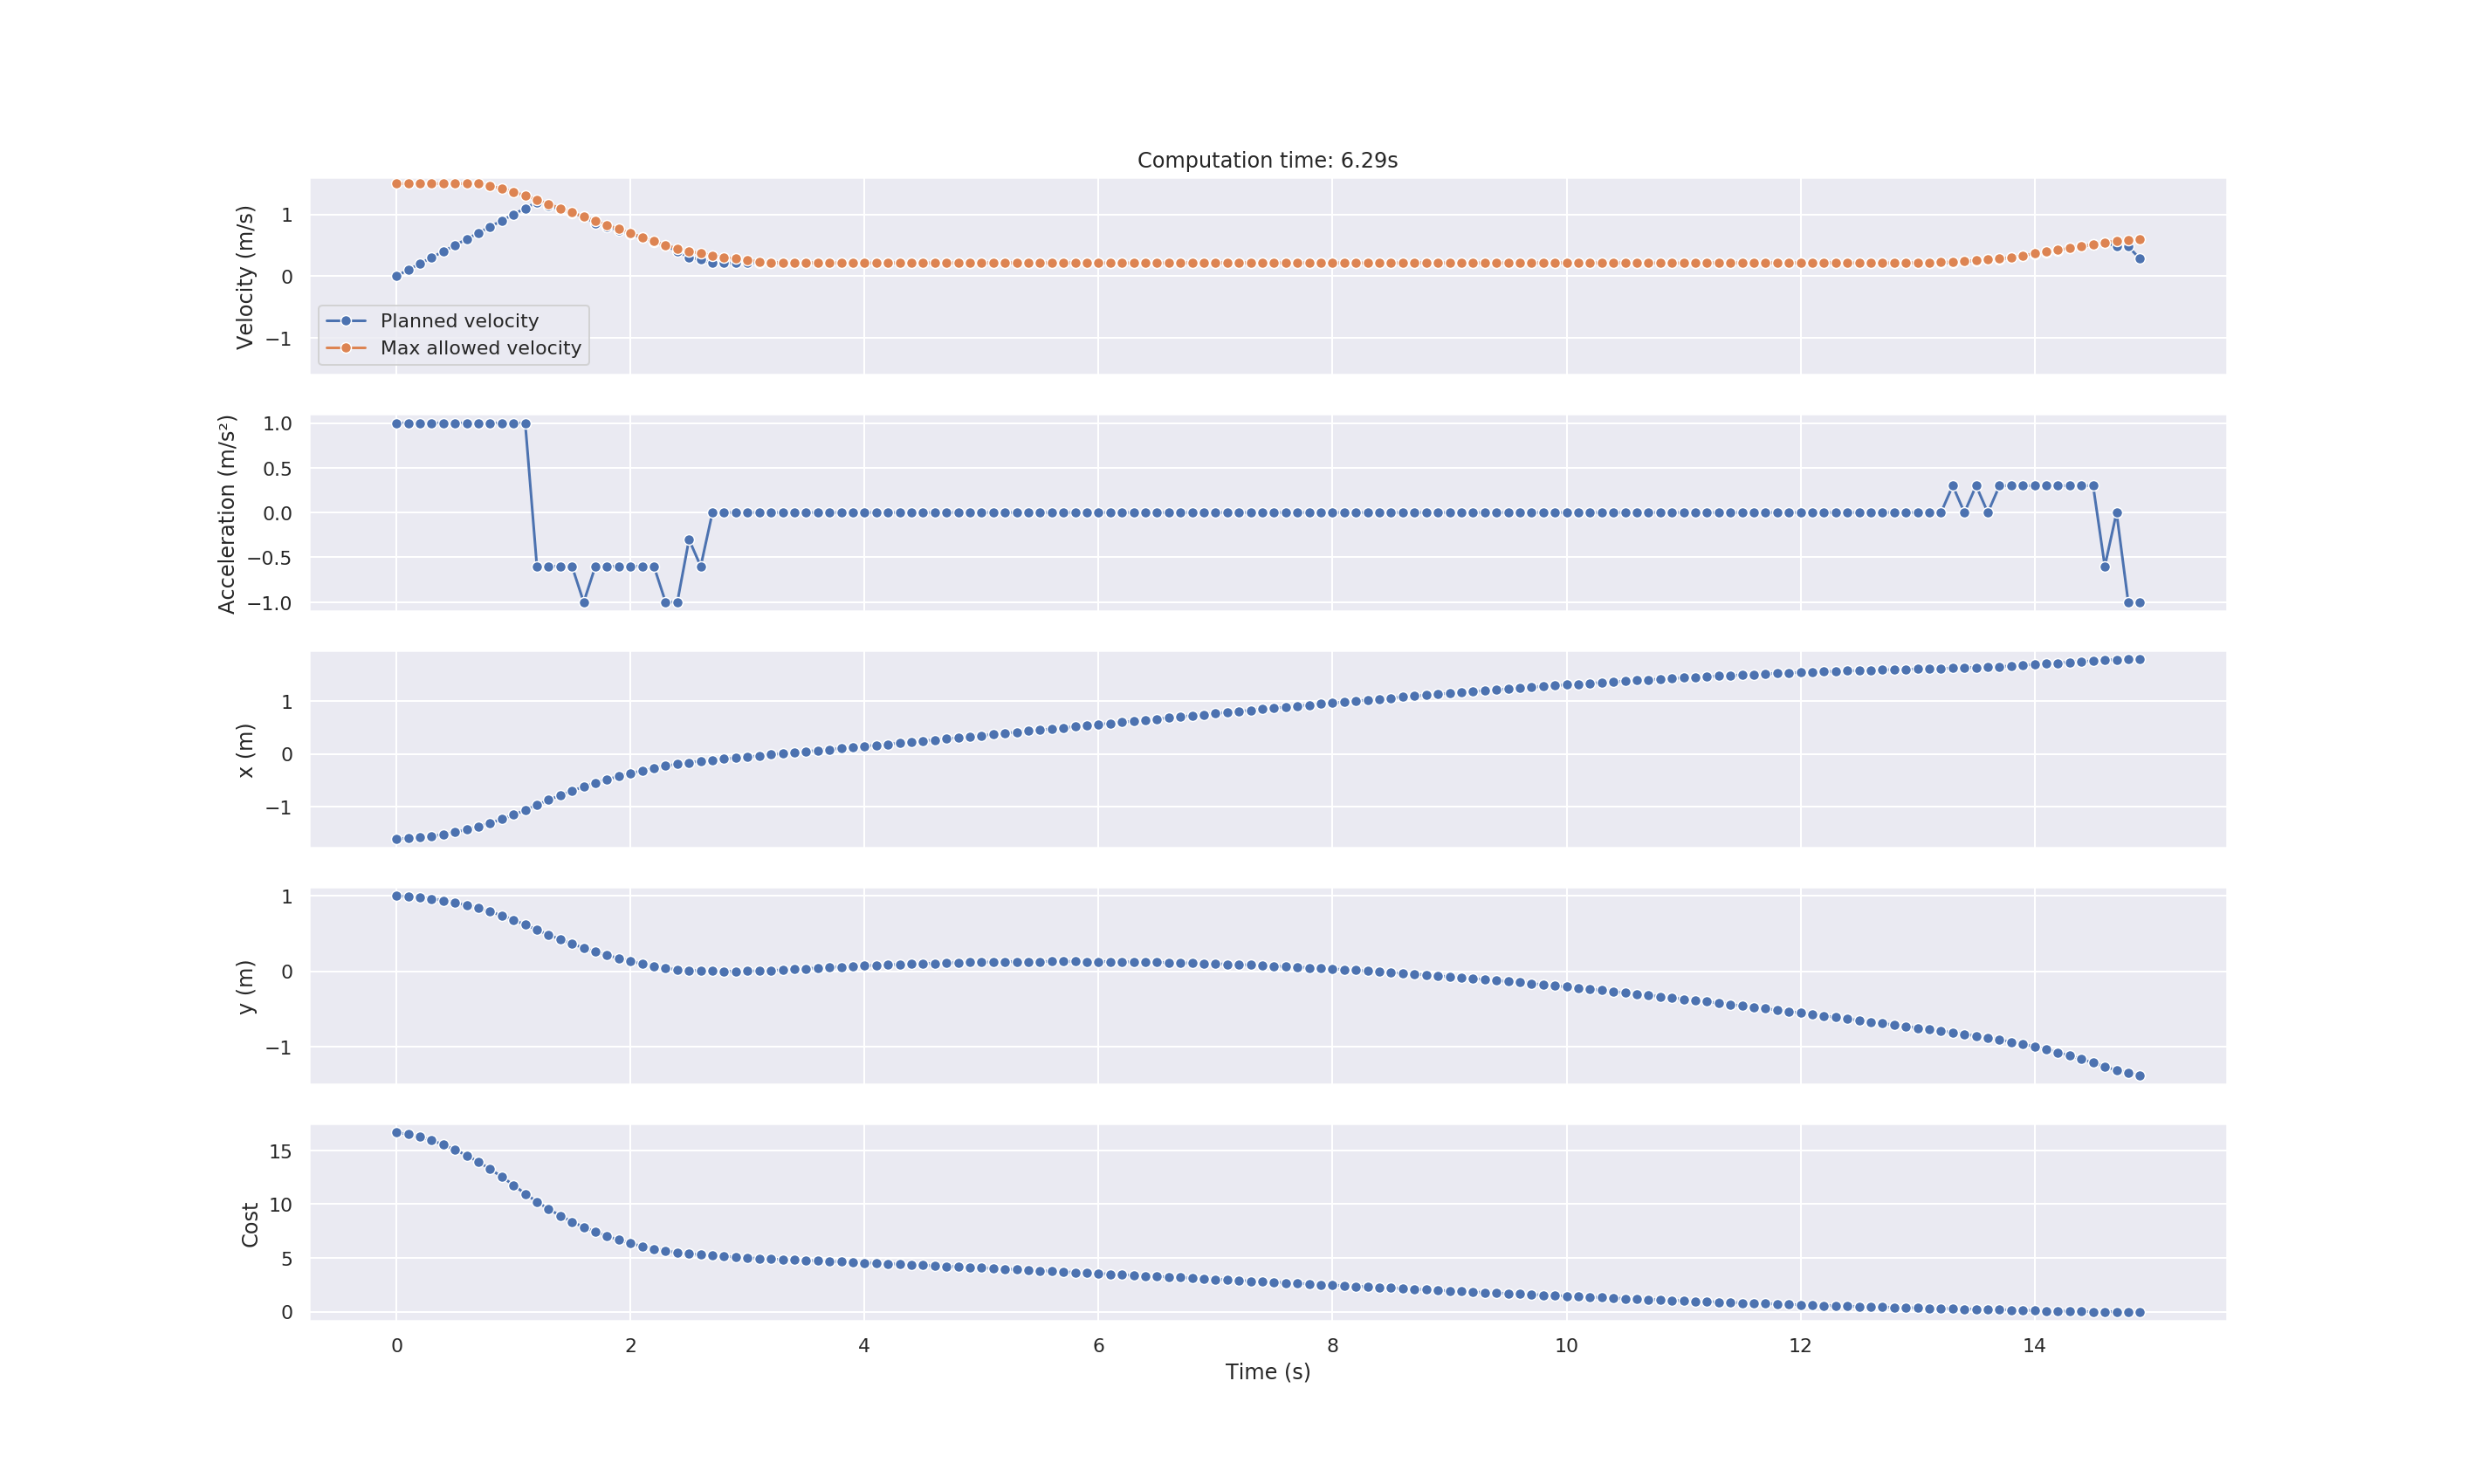 Computation time: 6.29s
Velocity (m/s)
1
0
−1
Planned velocity
Max allowed velocity
Acceleration (m/s²)
1.0
0.5
0.0
−0.5
−1.0
x (m)
1
0
−1
y (m)
1
0
−1
Cost
15
10
5
0
0 2 4 6 8 10 12 14
Time (s)